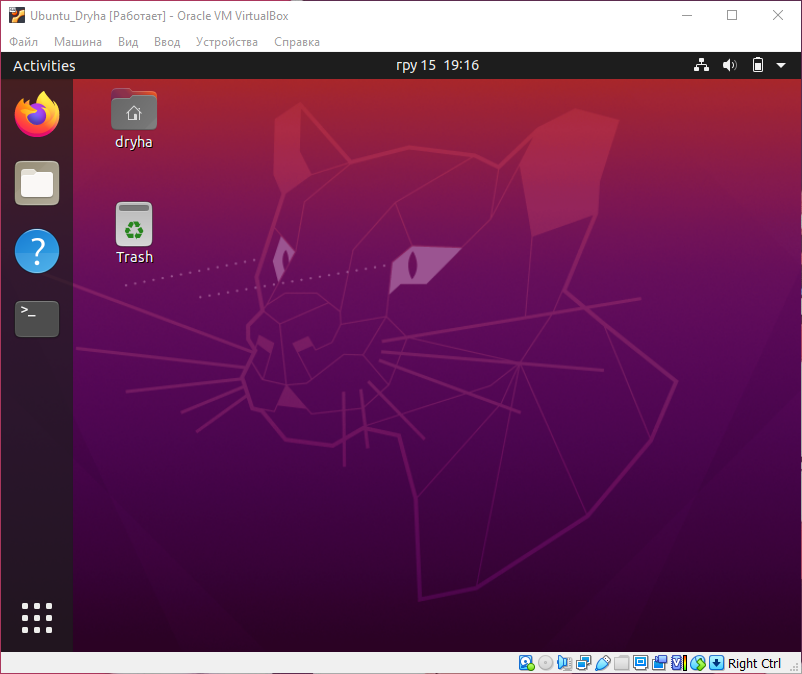 Ubuntu_Dryha [Работает] - Oracle VM VirtualBox
Файл Машина Вид Ввод Устройства Справка
Activities гру 15 19:16
dryha
Trash
>_
Right Ctrl